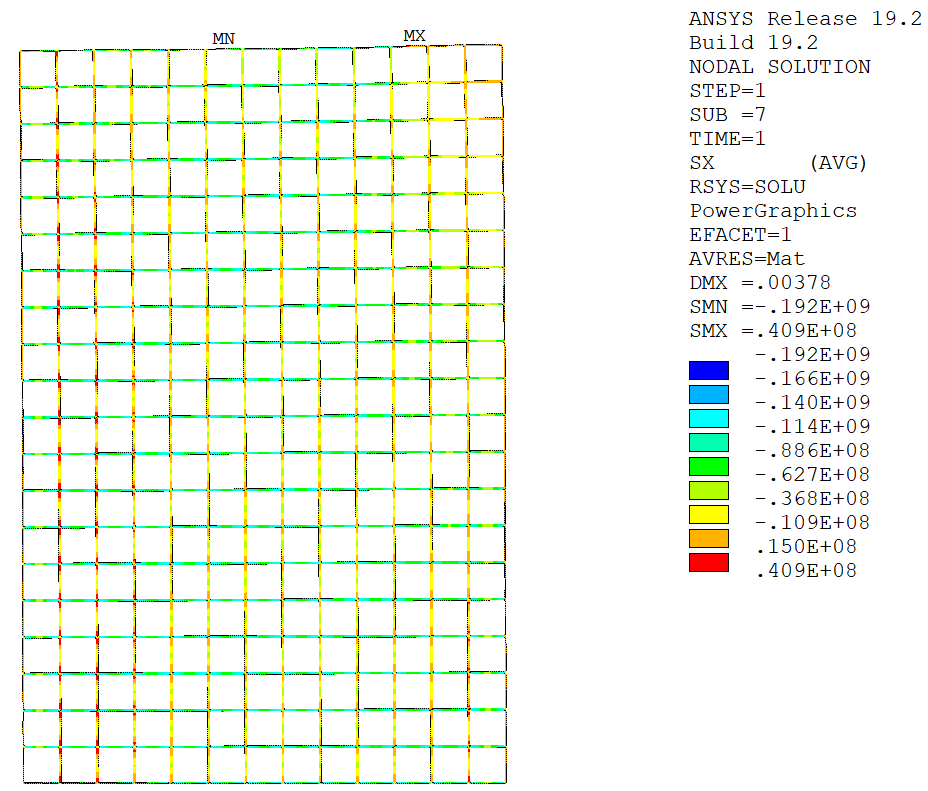 MN
MX
ANSYS Release 19.2
Build 19.2
NODAL SOLUTION
STEP=1
SUB =7
TIME=1
SX       (AVG)
RSYS=SOLU
PowerGraphics
EFACET=1
AVRES=Mat
DMX =.00378
SMN =-.192E+09
SMX =.409E+08
-.192E+09
-.166E+09
-.140E+09
-.114E+09
-.886E+08
-.627E+08
-.368E+08
-.109E+08
.150E+08
.409E+08